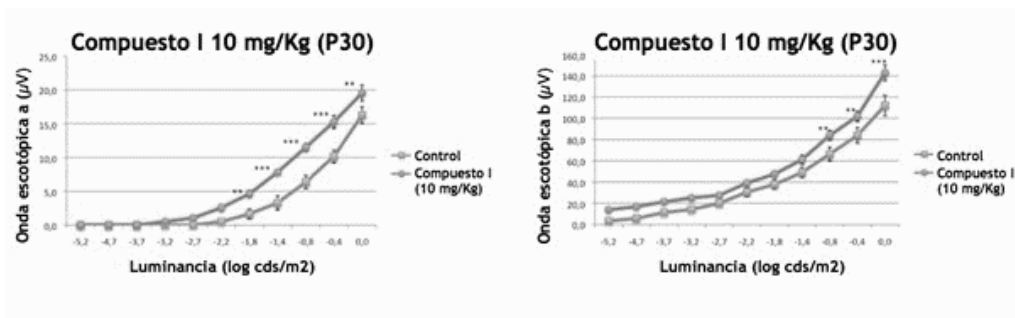 Compuesto I 10 mg/Kg (P30)
Onda escotópica a (µV)
25,0
20,0
15,0
10,0
5,0
0,0
**
***
***
***
***
**
-5,2 -4,7 -3,7 -3,2 -2,7 -2,2 -1,8 -1,4 -0,8 -0,4 0,0
Luminancia (log cds/m2)
Control
Compuesto I
(10 mg/Kg)
Compuesto I 10 mg/Kg (P30)
Onda escotópica b (µV)
160,0
140,0
120,0
100,0
80,0
60,0
40,0
20,0
0,0
**
**
***
-5,2 -4,7 -3,7 -3,2 -2,7 -2,2 -1,8 -1,4 -0,8 -0,4 0,0
Luminancia (log cds/m2)
Control
Compuesto I
(10 mg/Kg)